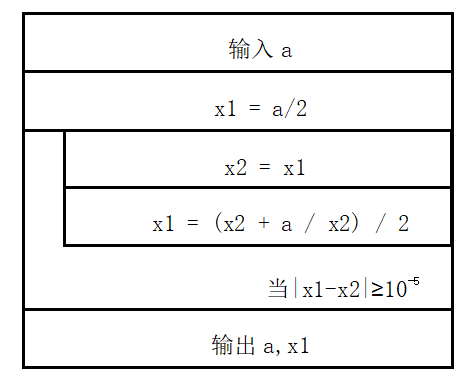 输入 a
x1 = a/2
x2 = x1
x1 = (x2 + a / x2) / 2
当|x1-x2|≥10⁻⁵
输出 a,x1